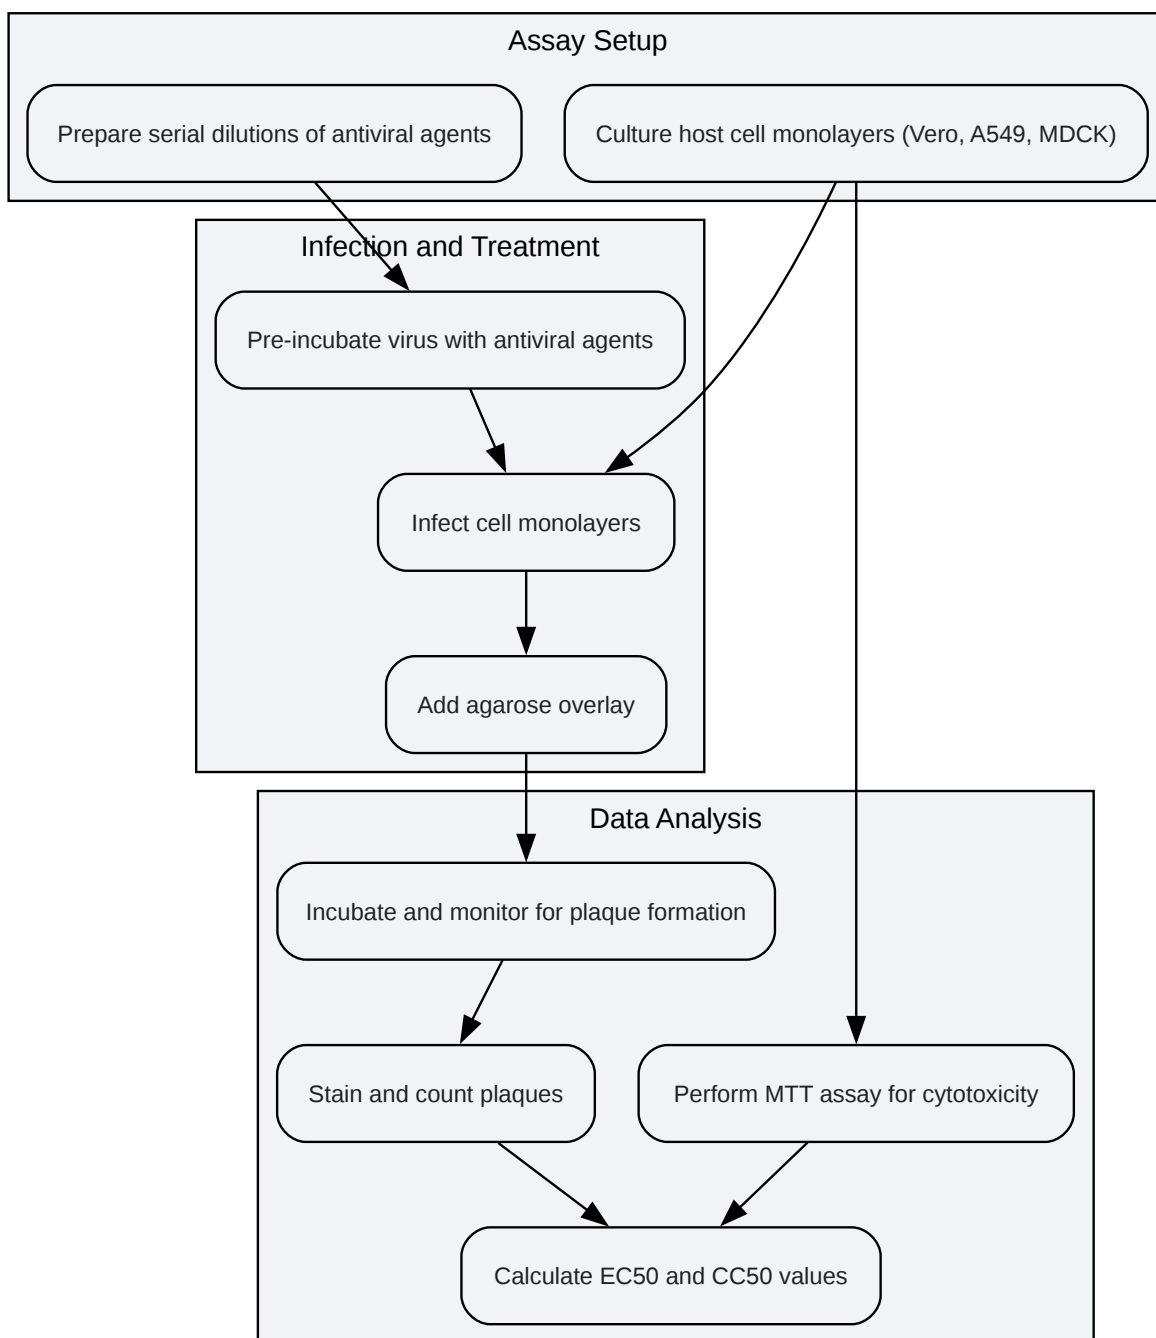 Assay Setup
Prepare serial dilutions of antiviral agents
Culture host cell monolayers (Vero, A549, MDCK)
Infection and Treatment
Pre-incubate virus with antiviral agents
Infect cell monolayers
Add agarose overlay
Data Analysis
Incubate and monitor for plaque formation
Stain and count plaques
Perform MTT assay for cytotoxicity
Calculate EC50 and CC50 values